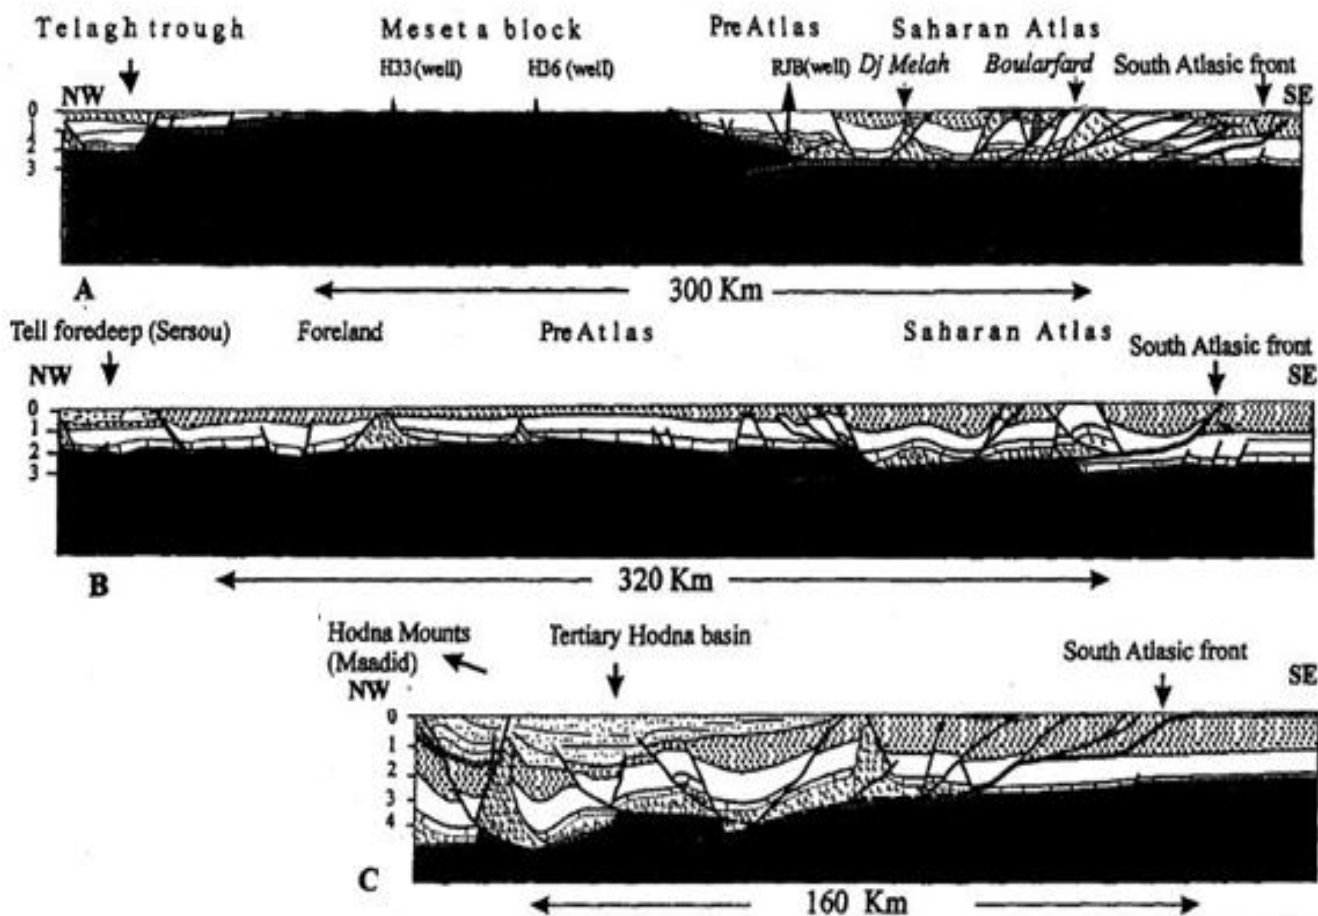 Telagh trough Meseta block Pre Atlas Saharan Atlas
H33 (well) H36 (well) RJB(well) Dj Melah Boularfard South Atlasic front
NW SE
0
1
2
3
A 300 Km
Tell foredeep (Sersou) Foreland Pre Atlas Saharan Atlas South Atlasic front
NW SE
0
1
2
3
B 320 Km
Hodna Mounts Tertiary Hodna basin South Atlasic front
(Maadid)
NW SE
0
1
2
3
4
C 160 Km